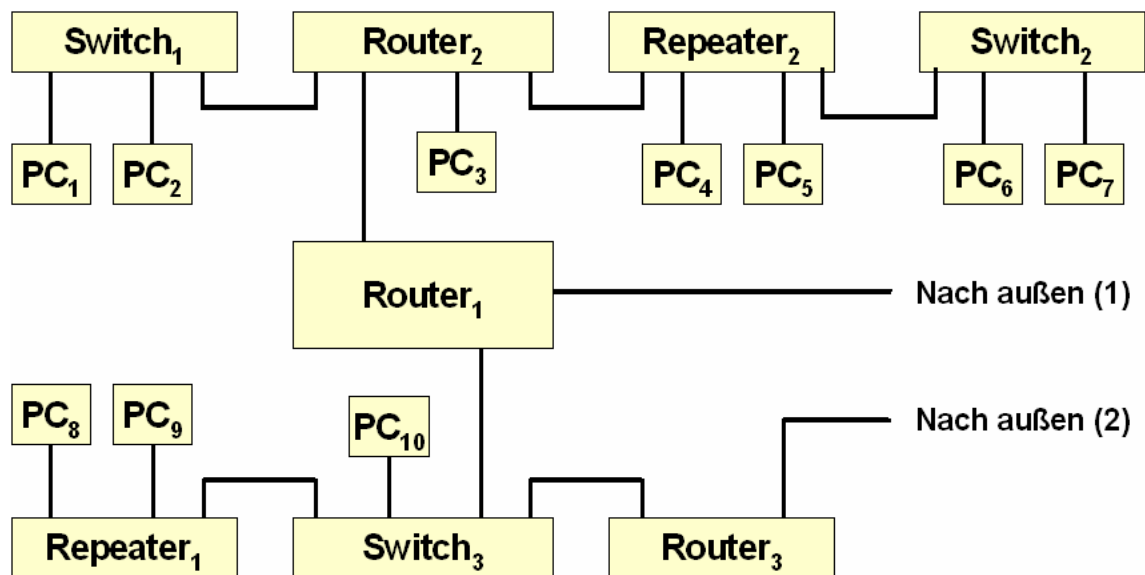 Switch₁ Router₂ Repeater₂ Switch₂
PC₁ PC₂ PC₃ PC₄ PC₅ PC₆ PC₇
Router₁ Nach außen (1)
PC₈ PC₉ PC₁₀ Nach außen (2)
Repeater₁ Switch₃ Router₃